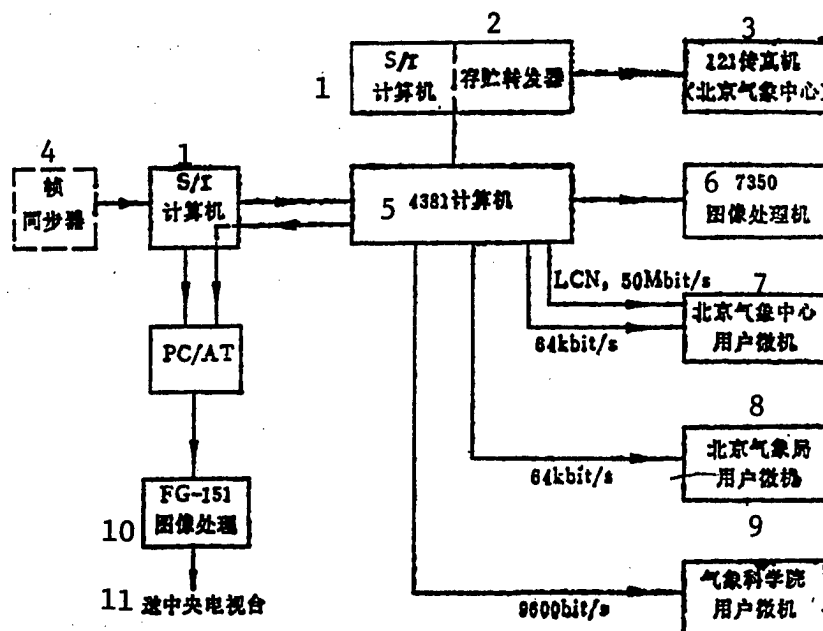 2
3
S/I
计算机
存贮转发器
1
121传真机
(北京气象中心)
4
帧
同步器
1
S/I
计算机
5
4381计算机
6
7350
图像处理机
LCN, 50Mbit/s
7
北京气象中心
用户微机
64kbit/s
PC/AT
8
北京气象局
用户微机
64kbit/s
FG-151
图像处理
10
9
气象科学院
用户微机
9600bit/s
11
送中央电视台